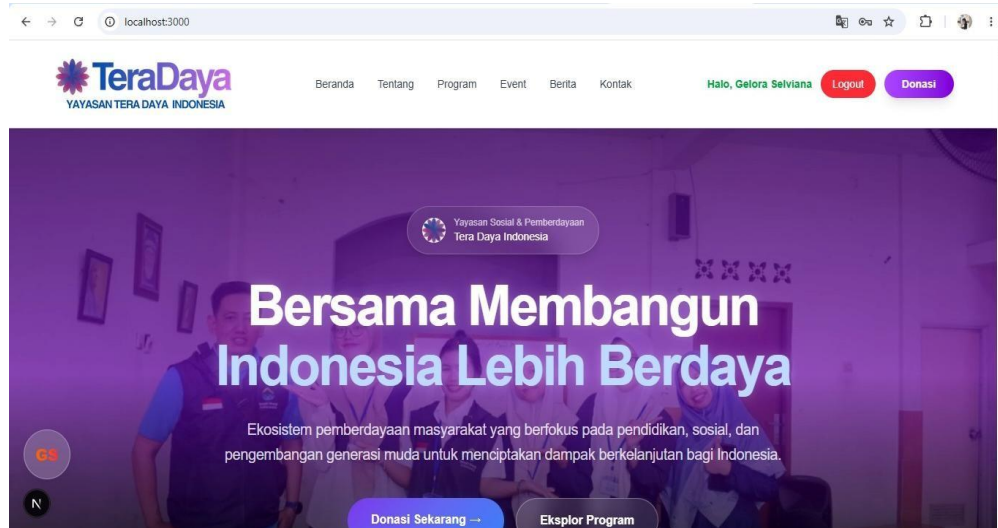 localhost:3000
TeraDaya
YAYASAN TERA DAYA INDONESIA
Beranda Tentang Program Event Berita Kontak Halo, Gelora Selviana Logout Donasi
Yayasan Sosial & Pemberdayaan
Tera Daya Indonesia
Bersama Membangun
Indonesia Lebih Berdaya
Ekosistem pemberdayaan masyarakat yang berfokus pada pendidikan, sosial, dan
pengembangan generasi muda untuk menciptakan dampak berkelanjutan bagi Indonesia.
GS
N
Donasi Sekarang → Eksplor Program